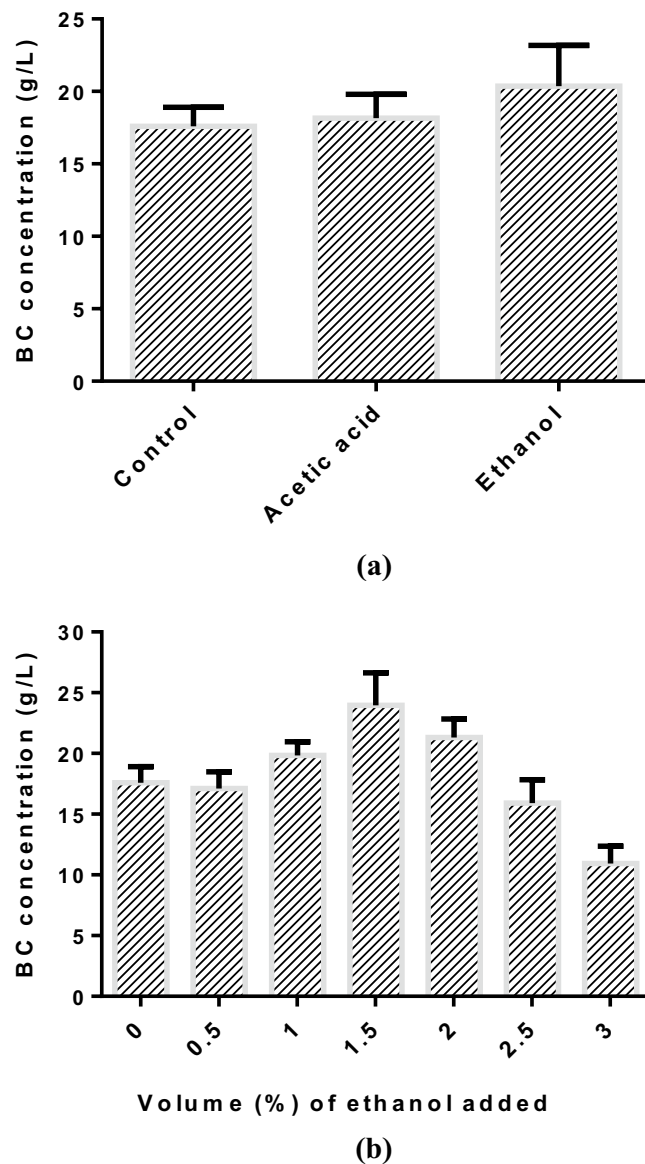 BC concentration (g/L)
25
20
15
10
5
0
Control
Acetic acid
Ethanol
(a)
BC concentration (g/L)
30
25
20
15
10
5
0
0
0.5
1
1.5
2
2.5
3
Volume (%) of ethanol added
(b)